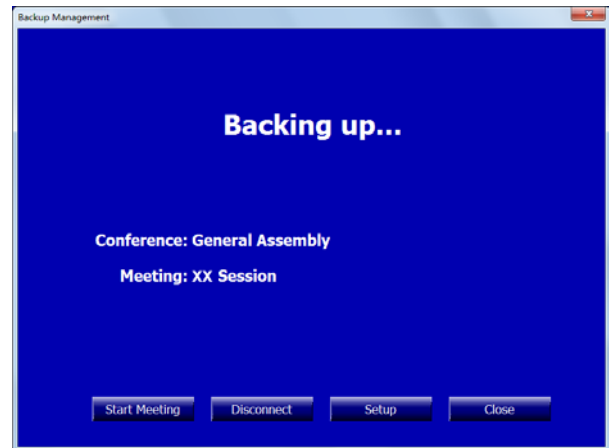 Backup Management
Backing up...
Conference: General Assembly
Meeting: XX Session
Start Meeting Disconnect Setup Close